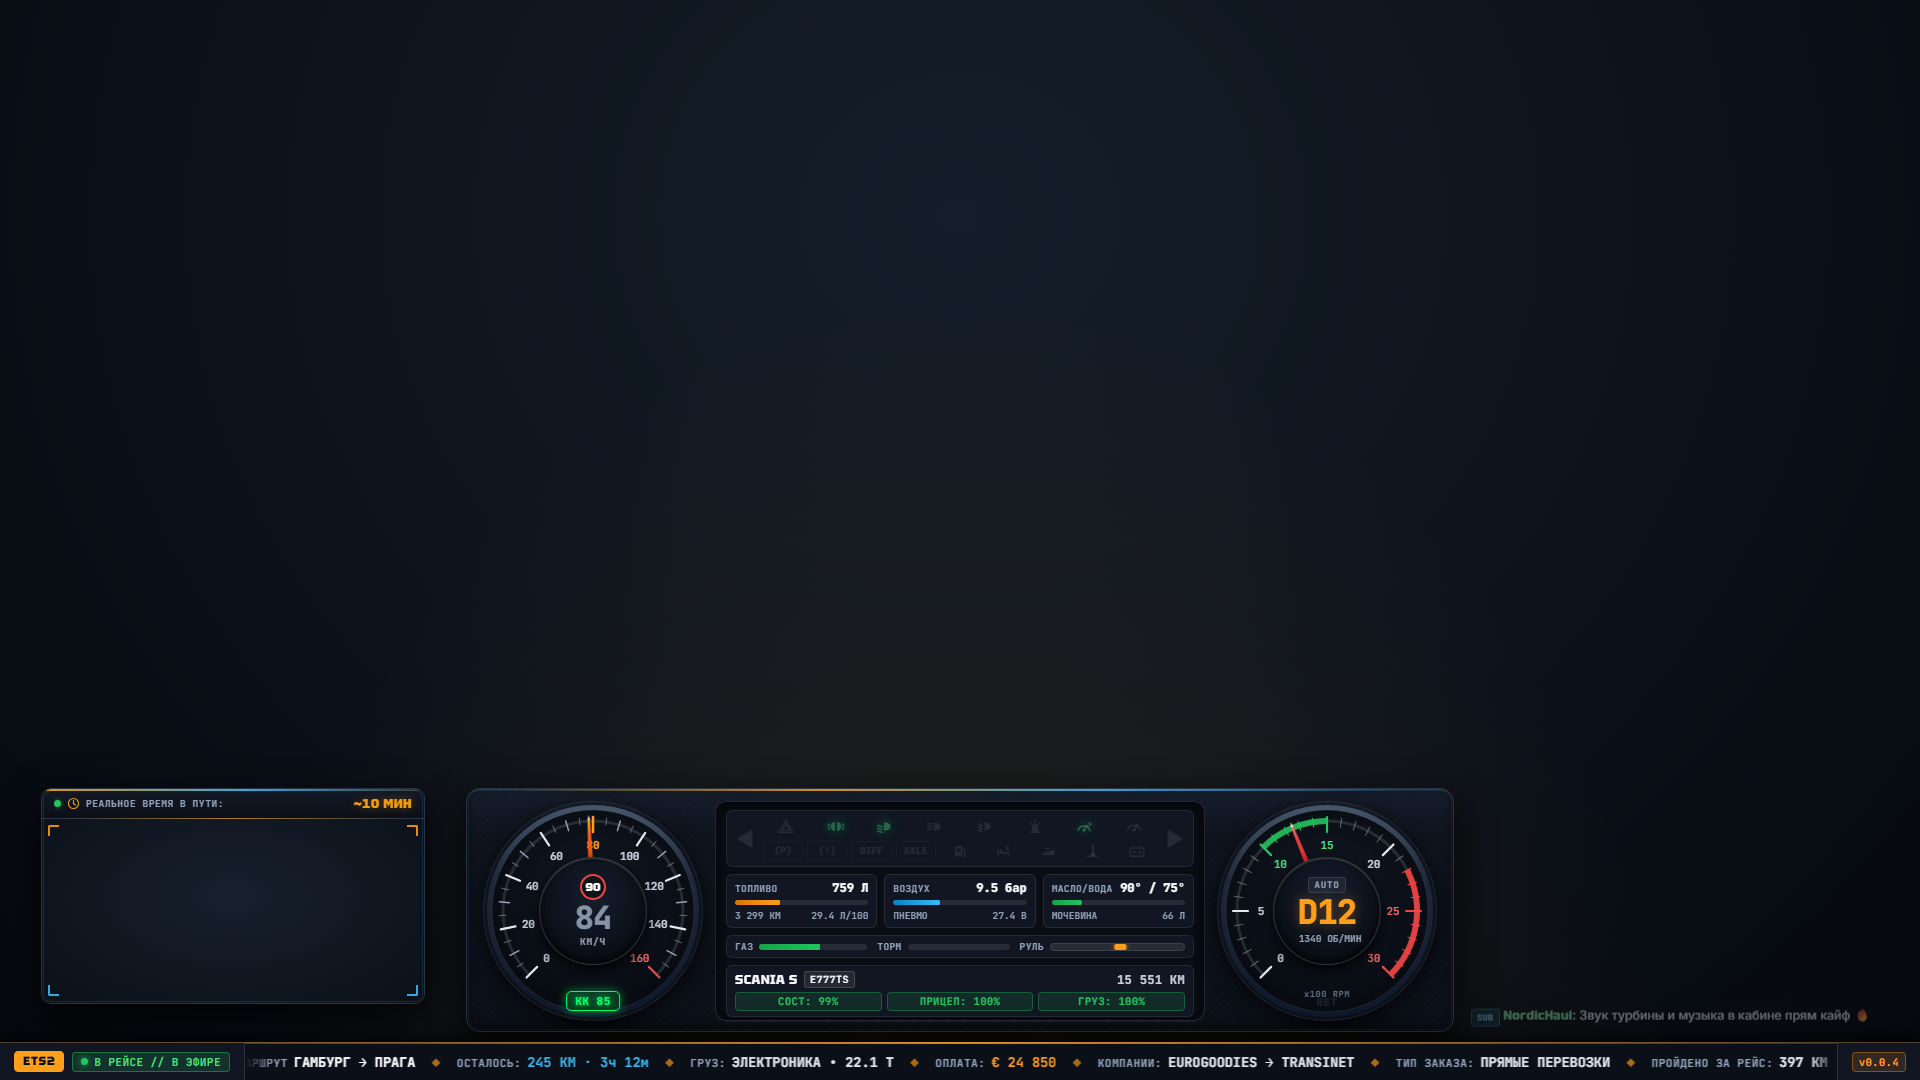 РЕАЛЬНОЕ ВРЕМЯ В ПУТИ: ~10 МИН
0 20 40 60 80 100 120 140 160
90
84
КМ/Ч
КК 85
(P) (!) DIFF AXLE
ТОПЛИВО 759 Л
3 299 КМ 29.4 Л/100
ВОЗДУХ 9.5 бар
ПНЕВМО 27.4 В
МАСЛО/ВОДА 90° / 75°
МОЧЕВИНА 66 Л
ГАЗ ТОРМ РУЛЬ
SCANIA S E777TS 15 551 КМ
СОСТ: 99% ПРИЦЕП: 100% ГРУЗ: 100%
0 5 10 15 20 25 30
AUTO
D12
1340 ОБ/МИН
x100 RPM
RET
SUB NordicHaul: Звук турбины и музыка в кабине прям кайф
ETS2 В РЕЙСЕ // В ЭФИРЕ РШРУТ ГАМБУРГ → ПРАГА ◆ ОСТАЛОСЬ: 245 КМ · 3ч 12м ◆ ГРУЗ: ЭЛЕКТРОНИКА • 22.1 Т ◆ ОПЛАТА: € 24 850 ◆ КОМПАНИИ: EUROGOODIES → TRANSINET ◆ ТИП ЗАКАЗА: ПРЯМЫЕ ПЕРЕВОЗКИ ◆ ПРОЙДЕНО ЗА РЕЙС: 397 КМ v0.0.4